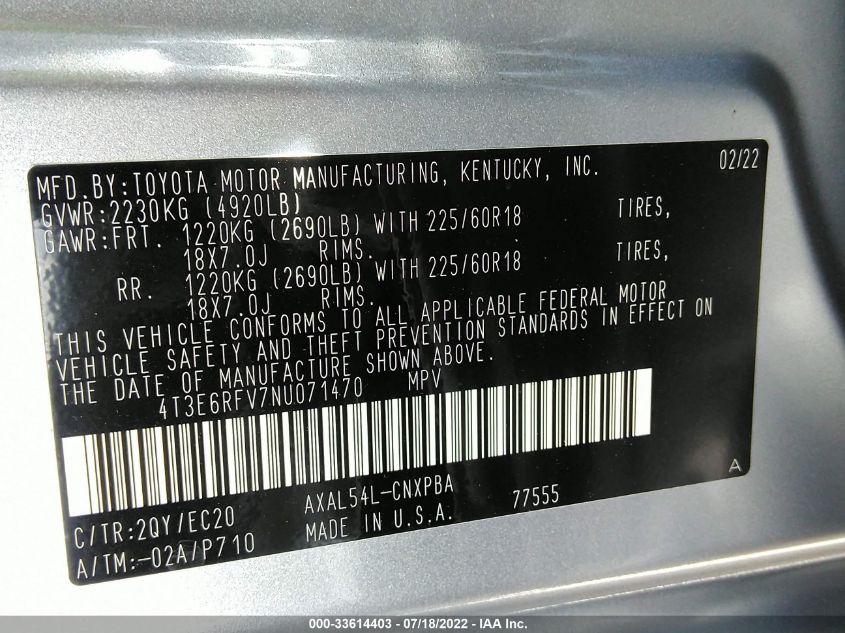 MFD.BY:TOYOTA MOTOR MANUFACTURING, KENTUCKY, INC. 02/22
GVWR:2230KG (4920LB)
GAWR:FRT. 1220KG (2690LB) WITH 225/60R18 TIRES,
18X7.0J RIMS.
RR. 1220KG (2690LB) WITH 225/60R18 TIRES,
18X7.0J RIMS.
THIS VEHICLE CONFORMS TO ALL APPLICABLE FEDERAL MOTOR
VEHICLE SAFETY AND THEFT PREVENTION STANDARDS IN EFFECT ON
THE DATE OF MANUFACTURE SHOWN ABOVE.
4T3E6RFV7NU071470 MPV
A
C/TR:2QY/EC20 AXAL54L-CNXPBA 77555
A/TM:-02A/P710 MADE IN U.S.A.
000-33614403 - 07/18/2022 - IAA Inc.